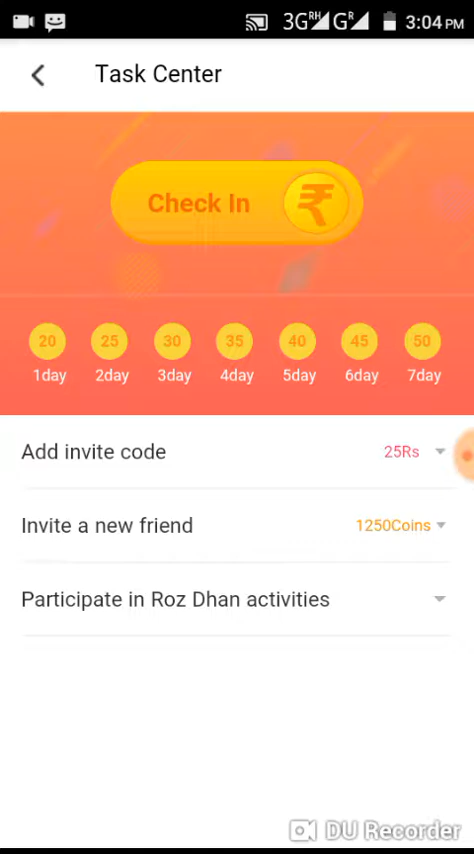 3G RH G R 3:04 PM
Task Center
Check In ₹
20 25 30 35 40 45 50
1day 2day 3day 4day 5day 6day 7day
Add invite code 25Rs
Invite a new friend 1250Coins
Participate in Roz Dhan activities
DU Recorder